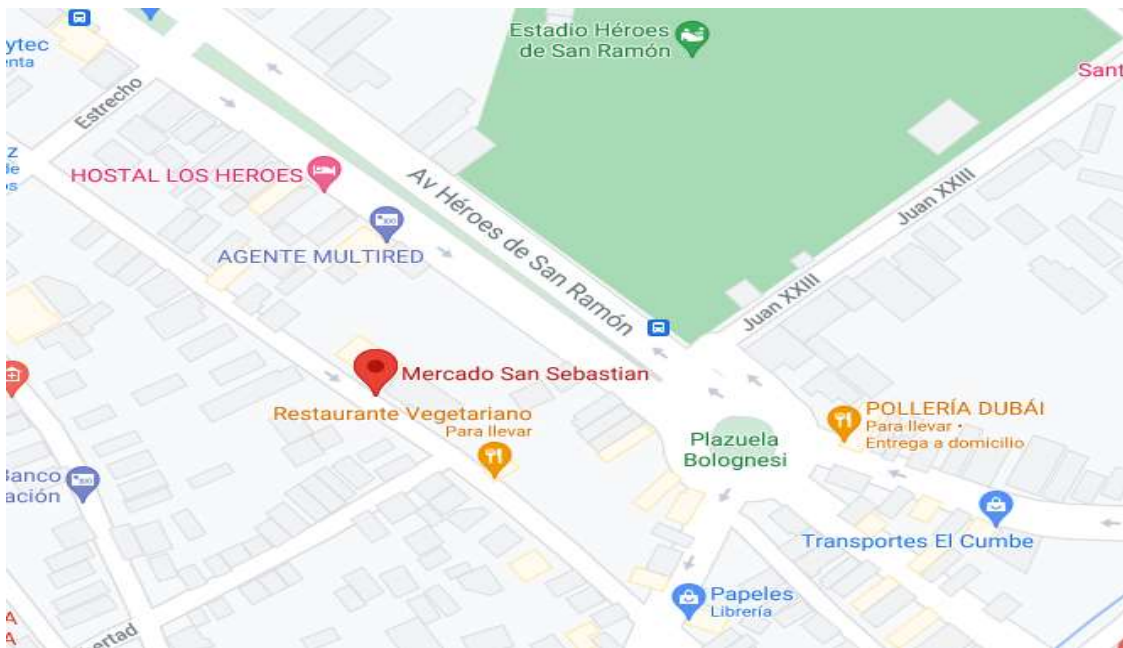 Estadio Héroes
de San Ramón
ytec
enta
Sant
Estrecho
HOSTAL LOS HEROES
Av Héroes de San Ramón
Juan XXIII
AGENTE MULTIRED
Juan XXIII
Mercado San Sebastian
Restaurante Vegetariano
Para llevar
POLLERÍA DUBÁI
Para llevar •
Entrega a domicilio
Plazuela
Bolognesi
Banco
ación
Transportes El Cumbe
Papeles
Librería
ertad